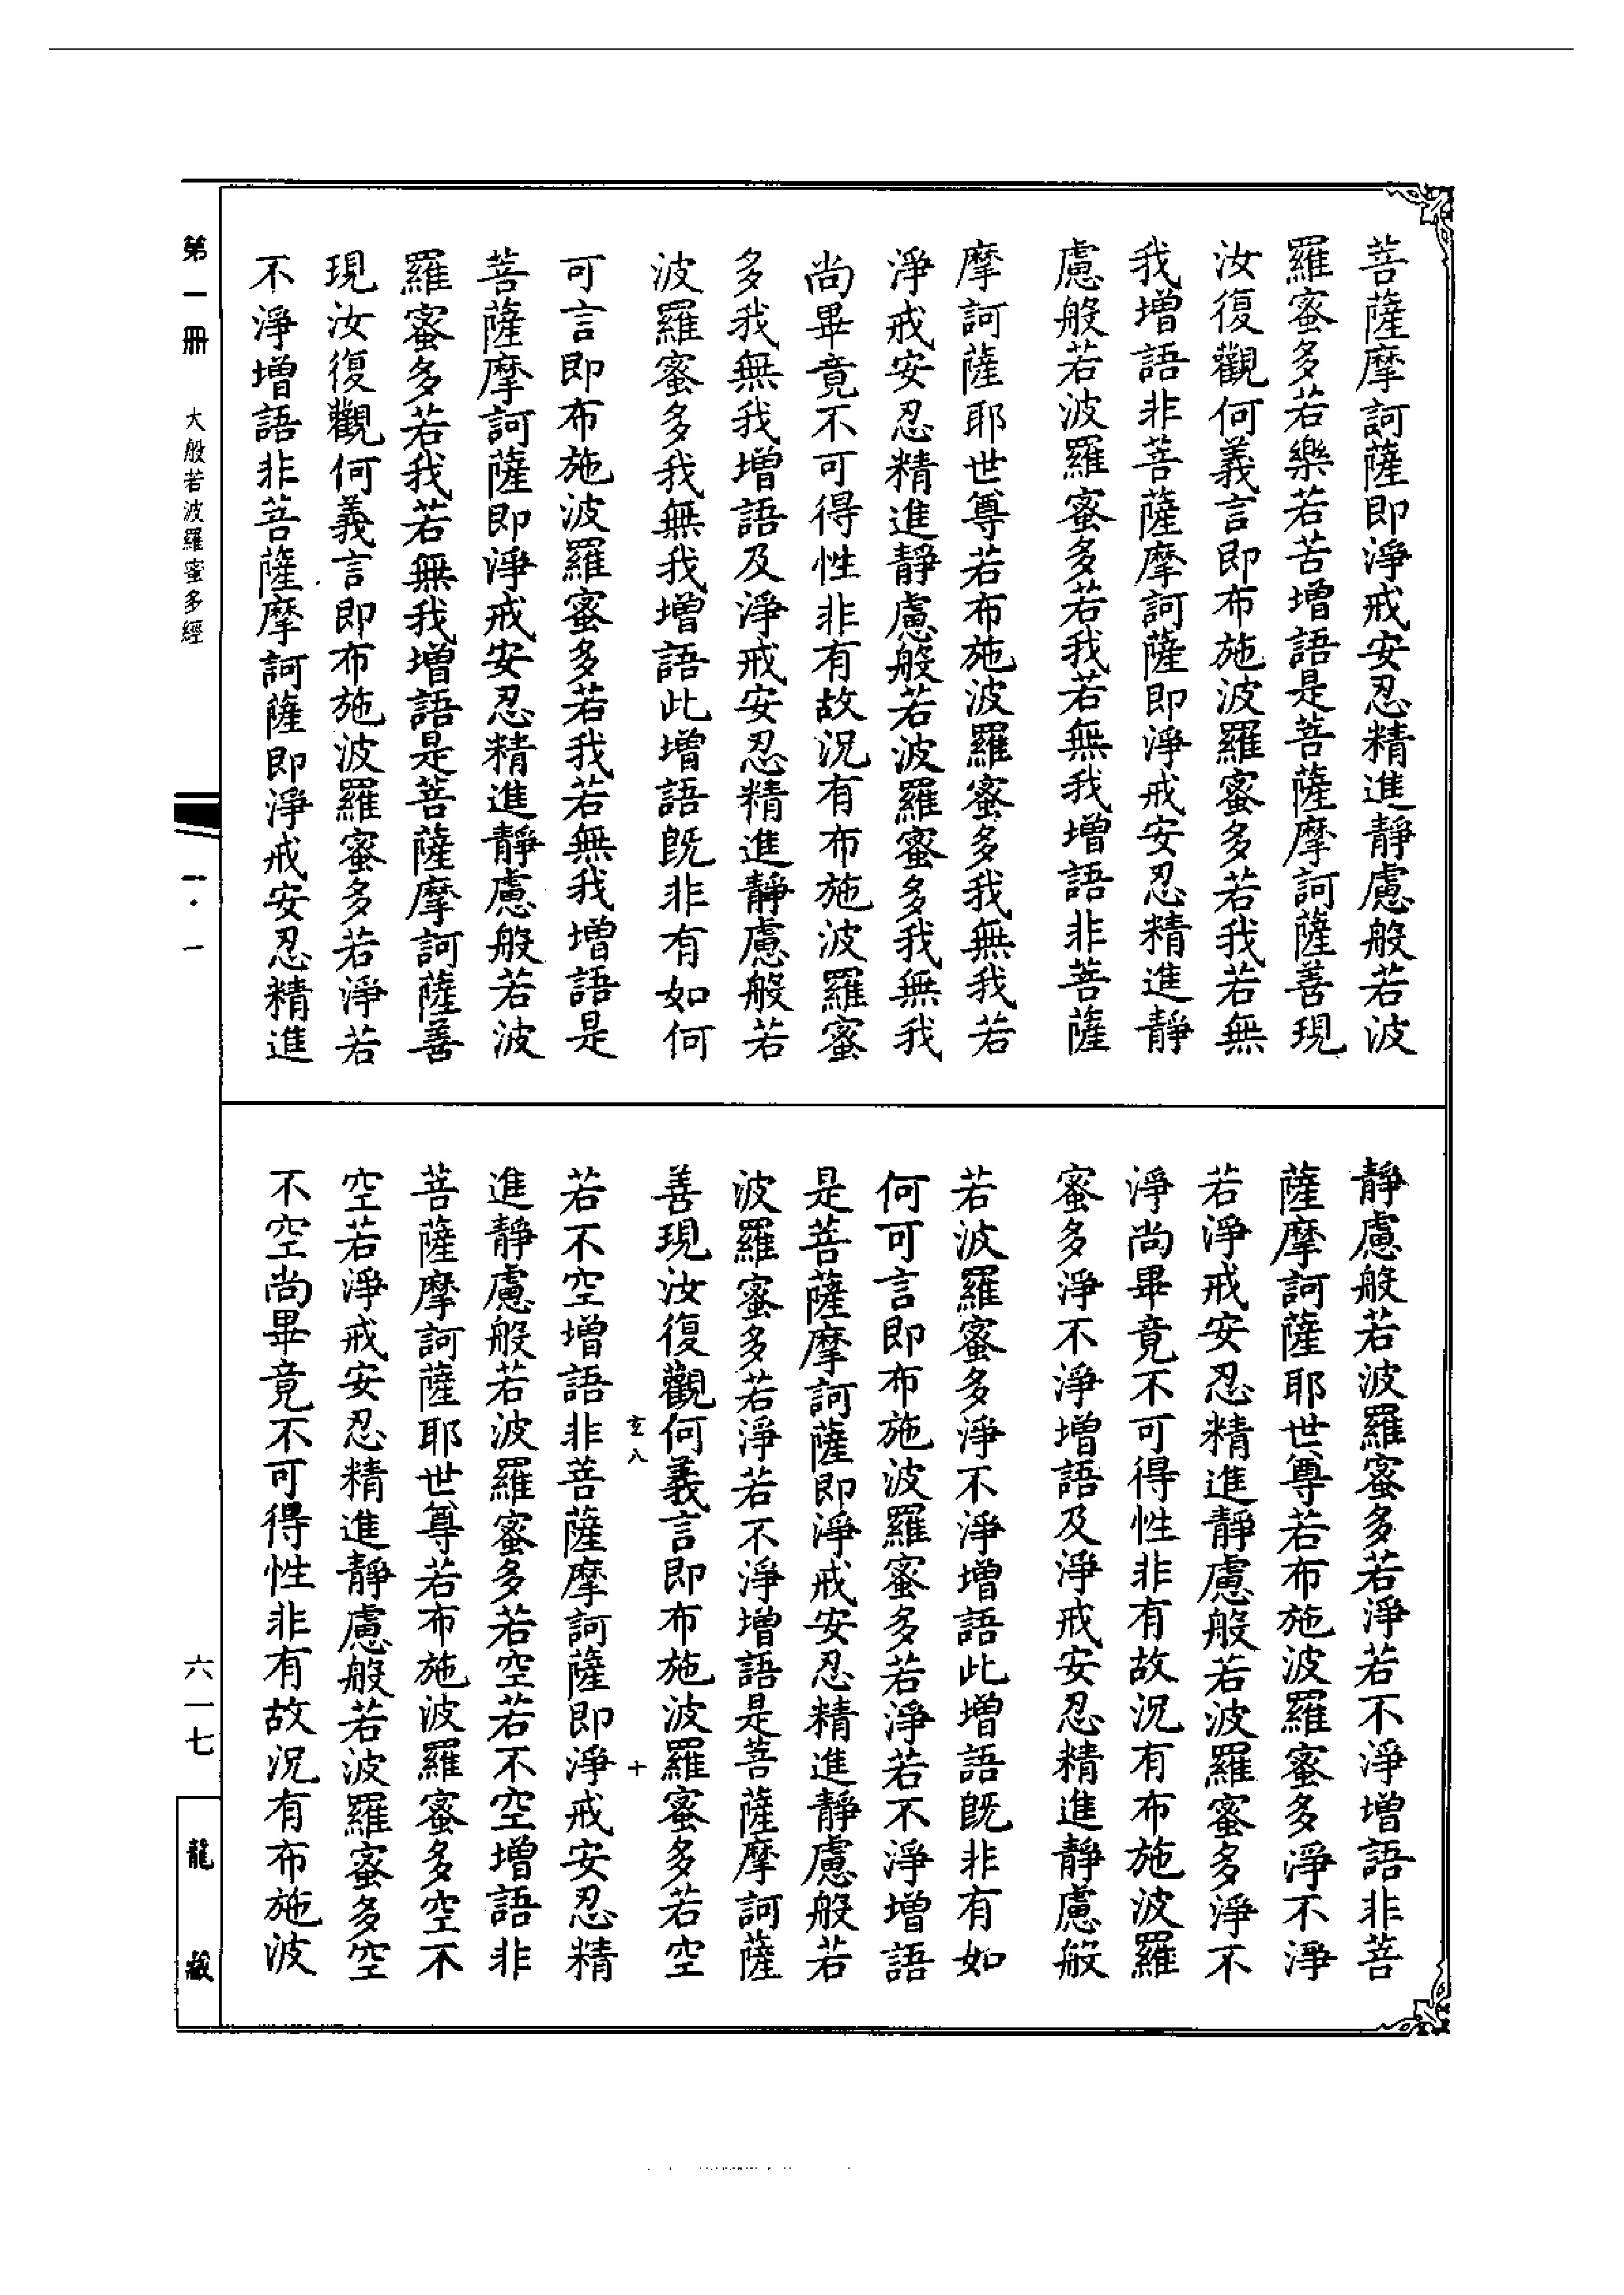 菩薩摩訶薩即淨戒安忍精進靜慮般若波
羅蜜多若樂若苦增語是菩薩摩訶薩善現
汝復觀何義言即布施波羅蜜多若我若無
我增語非菩薩摩訶薩即淨戒安忍精進靜
慮般若波羅蜜多若我若無我增語非菩薩
摩訶薩耶世尊若布施波羅蜜多我無我若
淨戒安忍精進靜慮般若波羅蜜多我無我
尚畢竟不可得性非有故況有布施波羅蜜
多我無我增語及淨戒安忍精進靜慮般若
波羅蜜多我無我增語此增語既非有如何
可言即布施波羅蜜多若我若無我增語是
菩薩摩訶薩即淨戒安忍精進靜慮般若波
羅蜜多若我若無我增語是菩薩摩訶薩善
現汝復觀何義言即布施波羅蜜多若淨若
不淨增語非菩薩摩訶薩即淨戒安忍精進
靜慮般若波羅蜜多若淨若不淨增語非菩
薩摩訶薩耶世尊若布施波羅蜜多淨不淨
若淨戒安忍精進靜慮般若波羅蜜多淨不
淨尚畢竟不可得性非有故況有布施波羅
蜜多淨不淨增語及淨戒安忍精進靜慮般
若波羅蜜多淨不淨增語此增語既非有如
何可言即布施波羅蜜多若淨若不淨增語
是菩薩摩訶薩即淨戒安忍精進靜慮般若
波羅蜜多若淨若不淨增語是菩薩摩訶薩
善現汝復觀何義言即布施波羅蜜多若空
玄八 十
若不空增語非菩薩摩訶薩即淨戒安忍精
進靜慮般若波羅蜜多若空若不空增語非
菩薩摩訶薩耶世尊若布施波羅蜜多空不
空若淨戒安忍精進靜慮般若波羅蜜多空
不空尚畢竟不可得性非有故況有布施波
第一冊 大般若波羅蜜多經 一·一 六一七 龍藏